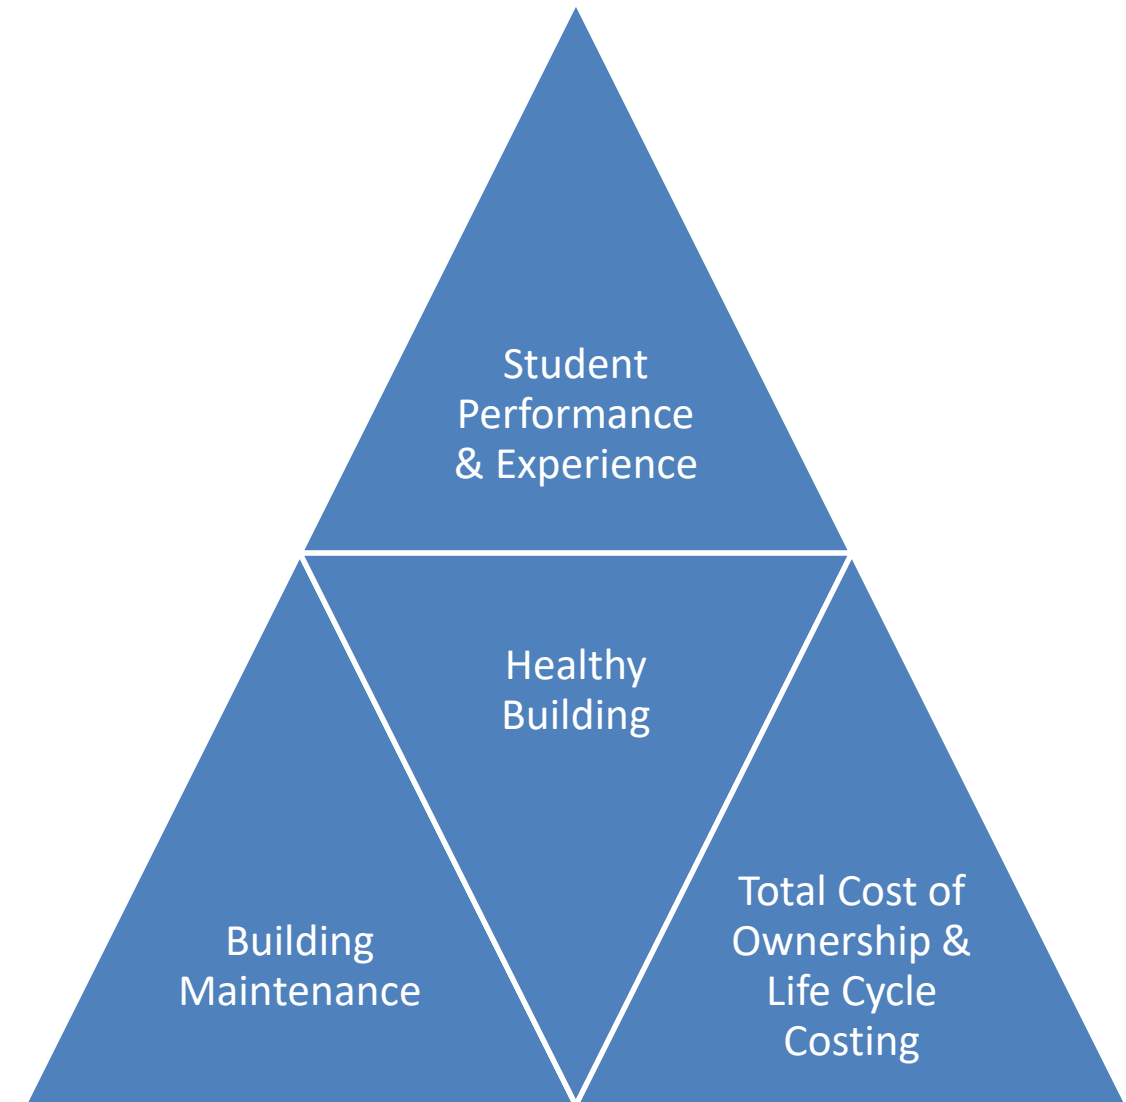 Student
Performance
& Experience
Healthy
Building
Building
Maintenance
Total Cost of
Ownership &
Life Cycle
Costing